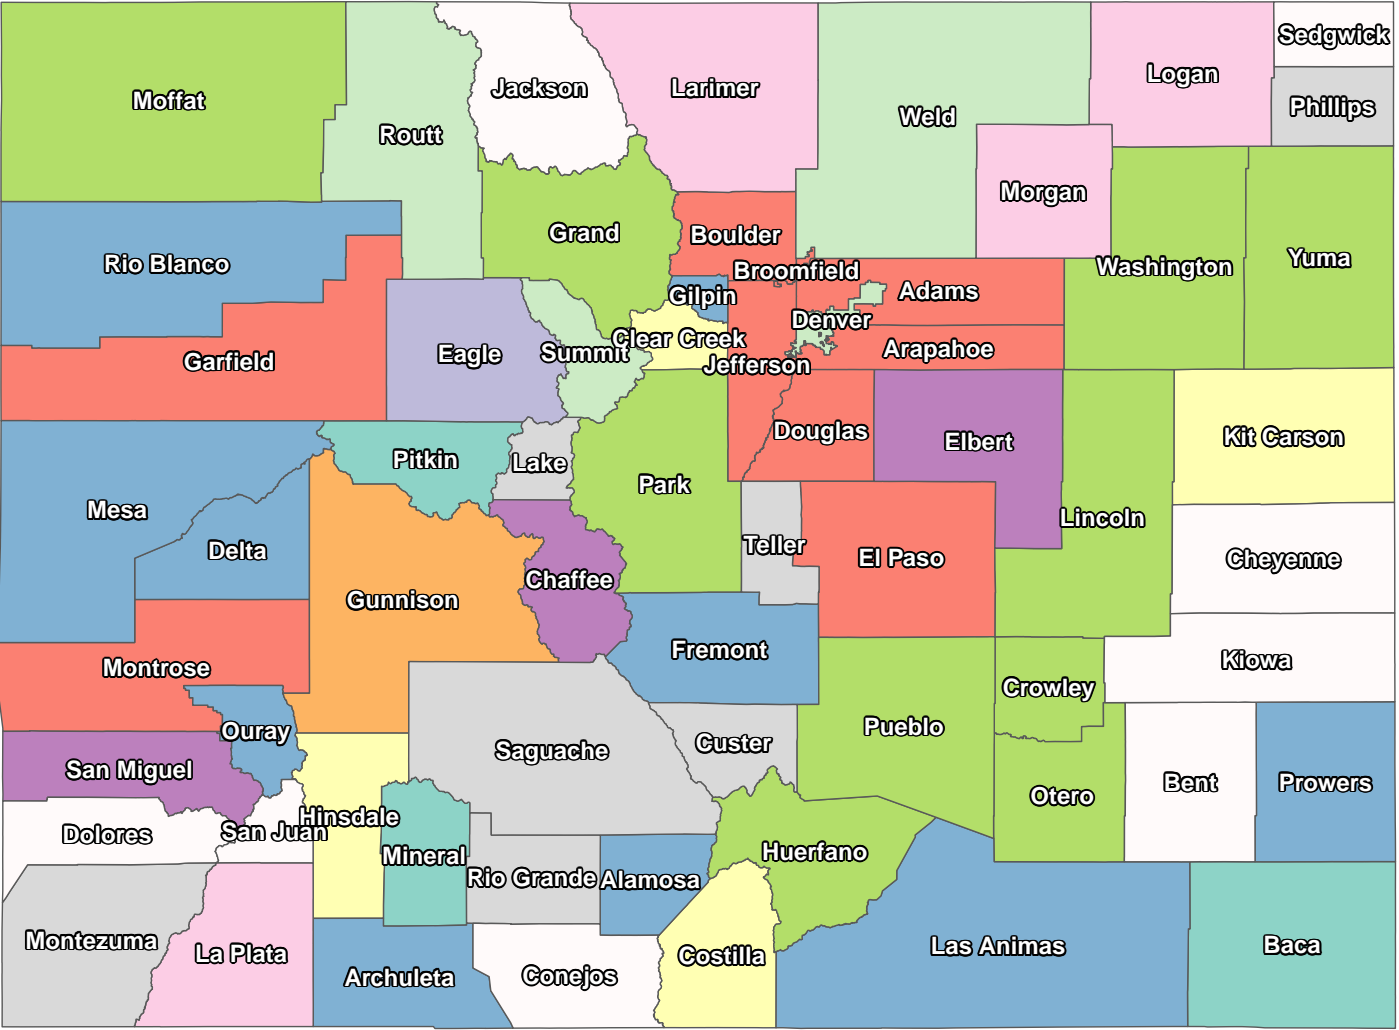 Sedgwick
Logan
Moffat
Jackson
Larimer
Phillips
Weld
Routt
Morgan
Grand
Boulder
Yuma
Rio Blanco
Broomfield
Washington
Gilpin
Adams
Denver
Clear Creek
Arapahoe
Eagle
Summit
Garfield
Jefferson
Douglas
Kit Carson
Elbert
Pitkin
Lake
Park
Mesa
Lincoln
Delta
Teller
El Paso
Cheyenne
Chaffee
Gunnison
Fremont
Kiowa
Montrose
Crowley
Ouray
Pueblo
Custer
Saguache
San Miguel
Bent
Prowers
Otero
Hinsdale
San Juan
Dolores
Huerfano
Mineral
Rio Grande
Alamosa
Montezuma
Las Animas
Baca
La Plata
Costilla
Conejos
Archuleta